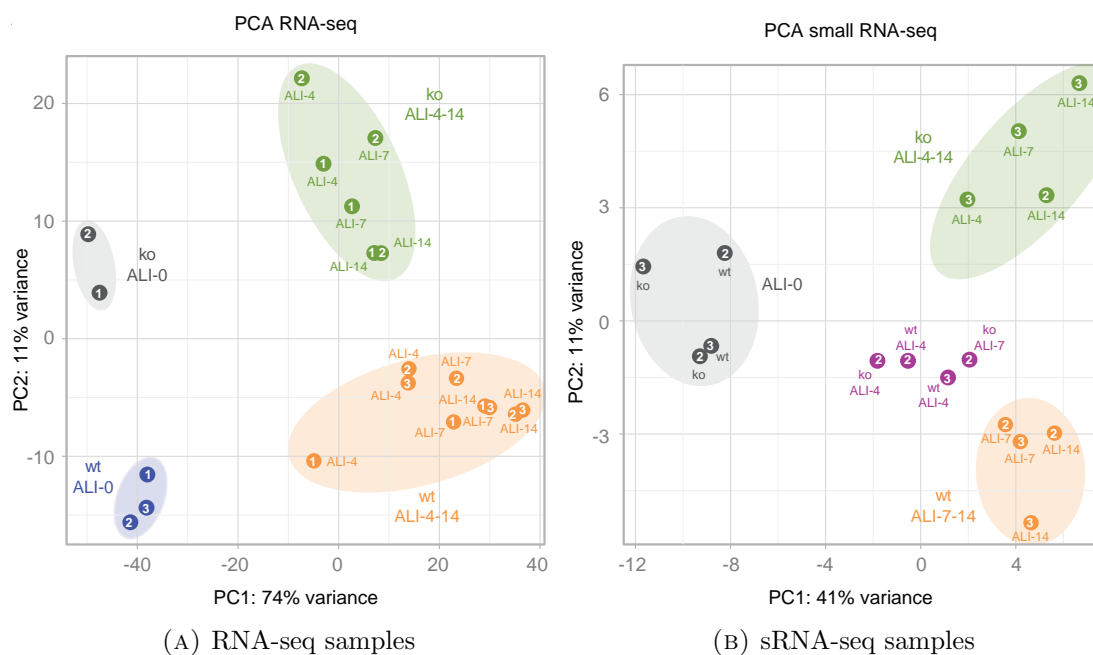 PCA RNA-seq
20
10
0
-10
-40
-20
0
20
40
PC2: 11% variance
PC1: 74% variance
2
ALI-4
ko
ALI-4-14
2
ALI-7
1
ALI-4
1
ALI-7
ALI-14
1 2
ALI-14
2
1
ko
ALI-0
ALI-4
2
3
ALI-4
ALI-7
2
ALI-14
1 3
ALI-14
2 3
ALI-7
ALI-14
1
ALI-7
1
ALI-4
wt
ALI-4-14
wt
ALI-0
1
3
2
(A) RNA-seq samples
PCA small RNA-seq
6
3
0
-3
-12
-8
-4
0
4
PC2: 11% variance
PC1: 41% variance
3
ALI-14
ko
ALI-4-14
3
ALI-7
3
ALI-4
2
ALI-14
2
wt
3
ko
ALI-0
3
2
wt
ko
wt
ALI-4
ko
ALI-7
2
2
2
ko
ALI-4
3
wt
ALI-4
2
ALI-7
2
ALI-14
3
ALI-7
wt
ALI-7-14
3
ALI-14
(B) sRNA-seq samples